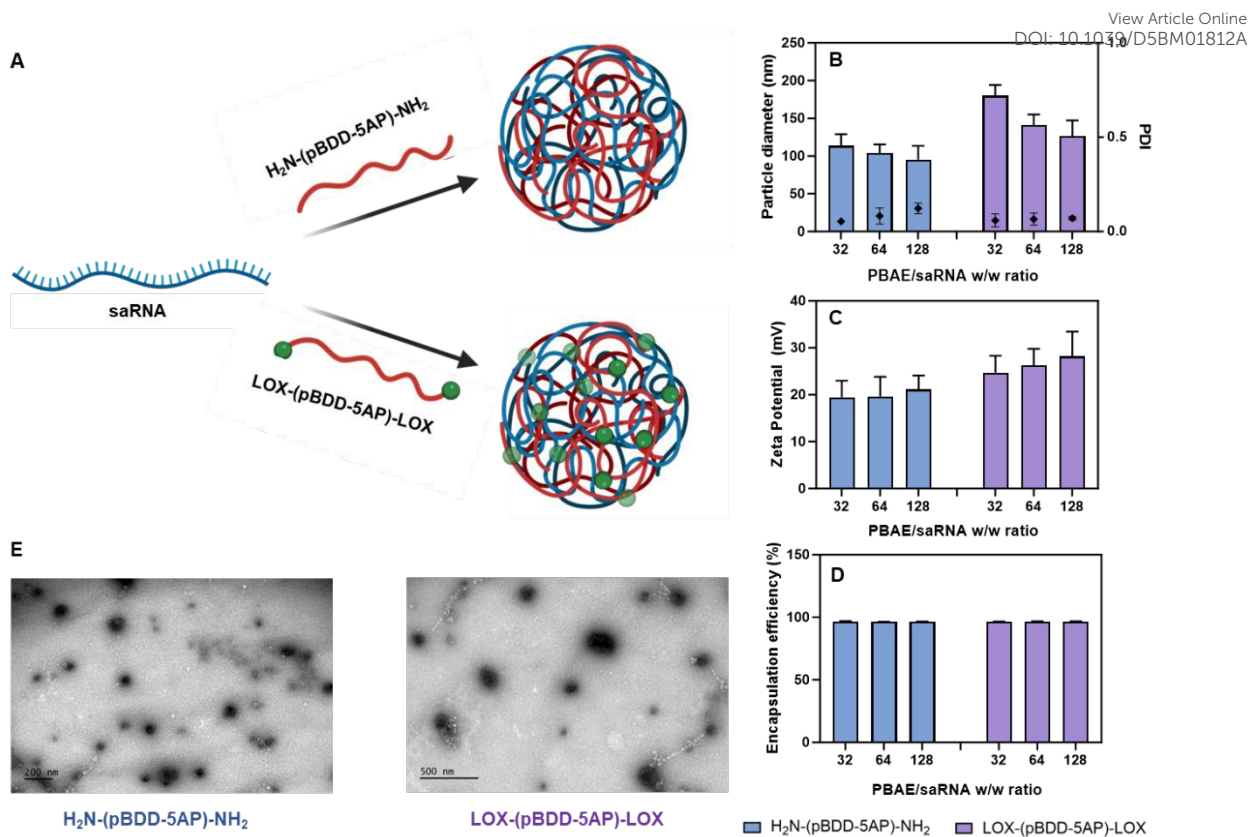 View Article Online
DOI: 10.1039/D5BM01812A
A
H₂N-(pBDD-5AP)-NH₂
saRNA
LOX-(pBDD-5AP)-LOX
B
Particle diameter (nm)
250
200
150
100
50
0
1.0
0.5
0.0
PDI
32 64 128 32 64 128
PBAE/saRNA w/w ratio
C
Zeta Potential (mV)
40
30
20
10
0
32 64 128 32 64 128
PBAE/saRNA w/w ratio
D
Encapsulation efficiency (%)
150
100
50
0
32 64 128 32 64 128
PBAE/saRNA w/w ratio
H₂N-(pBDD-5AP)-NH₂ LOX-(pBDD-5AP)-LOX
E
200 nm
500 nm
H₂N-(pBDD-5AP)-NH₂
LOX-(pBDD-5AP)-LOX